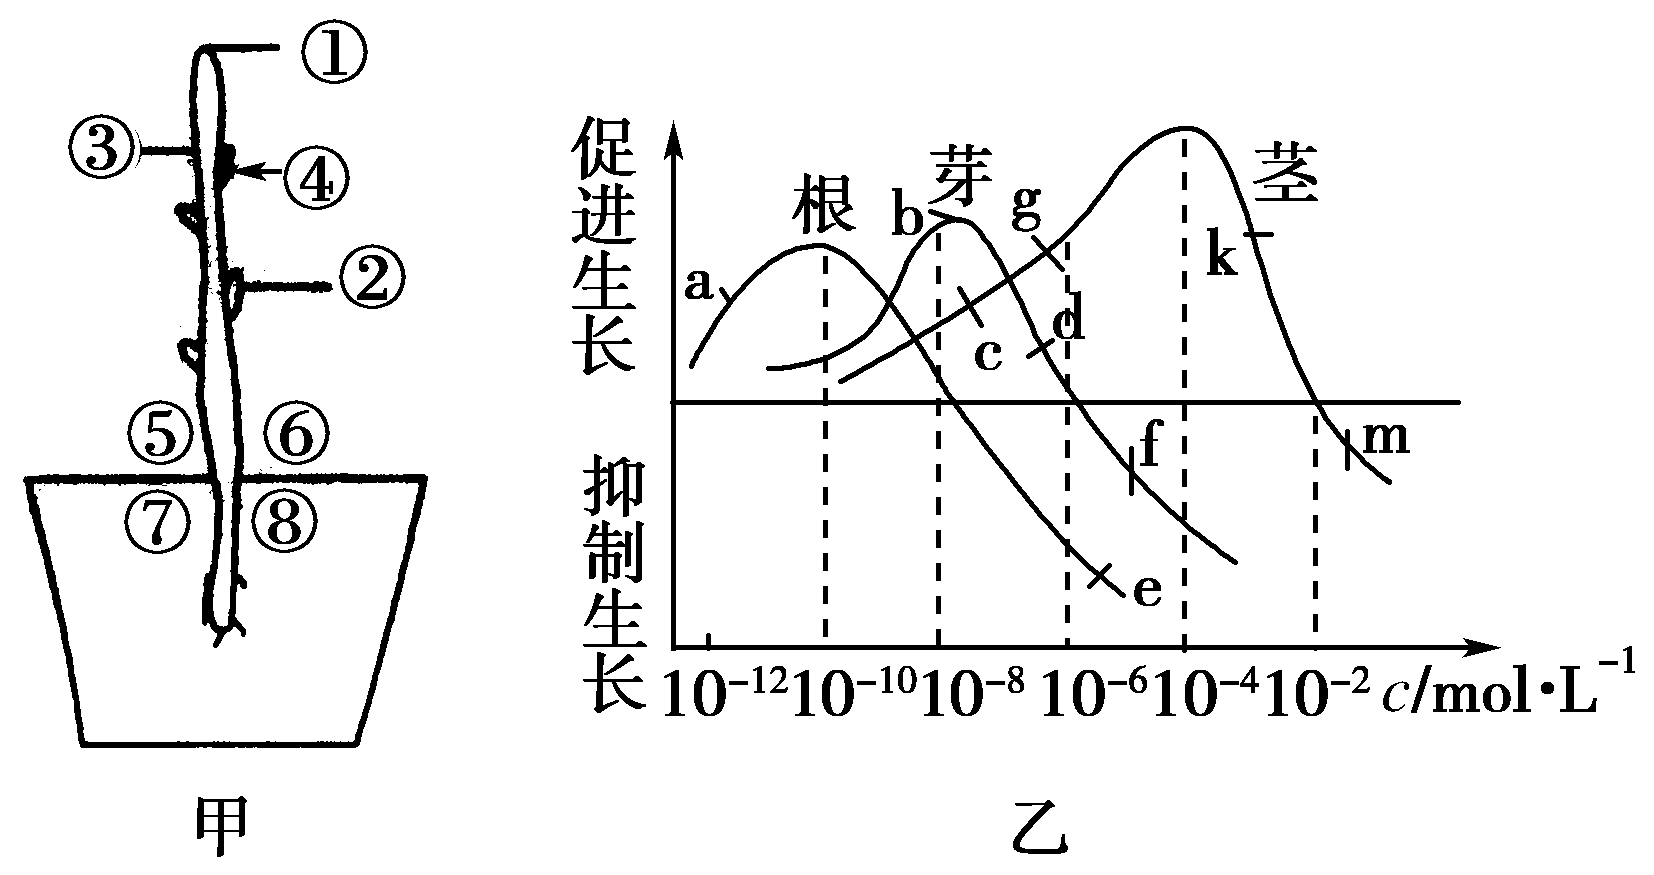 ①
③
④
②
⑤ ⑥
⑦ ⑧
甲
促进生长
抑制生长
根
芽
茎
a
b
g
k
c
d
f
m
e
10⁻¹² 10⁻¹⁰ 10⁻⁸ 10⁻⁶ 10⁻⁴ 10⁻² c/mol·L⁻¹
乙